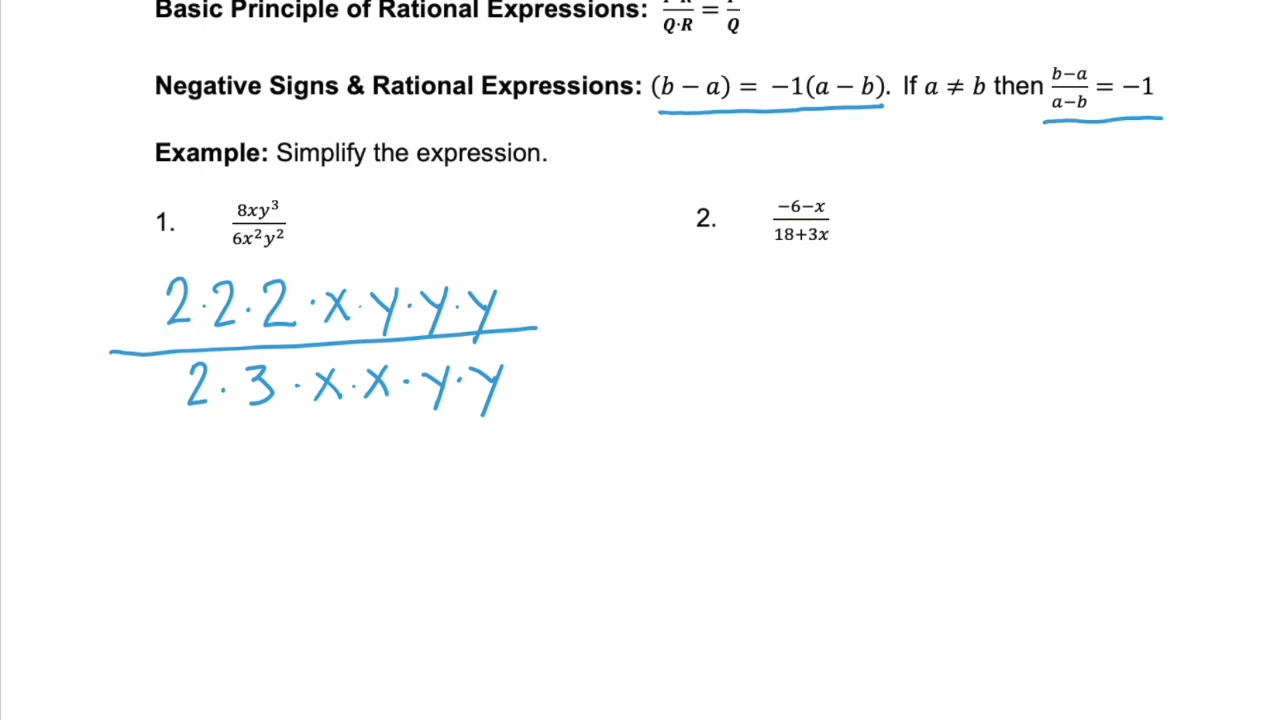 Basic Principle of Rational Expressions: P·R/Q·R = P/Q
Negative Signs & Rational Expressions: (b − a) = −1(a − b). If a ≠ b then b−a/a−b = −1
Example: Simplify the expression.
1. 8xy³/6x²y²
2. −6−x/18+3x
2·2·2·x·y·y·y
2·3·x·x·y·y